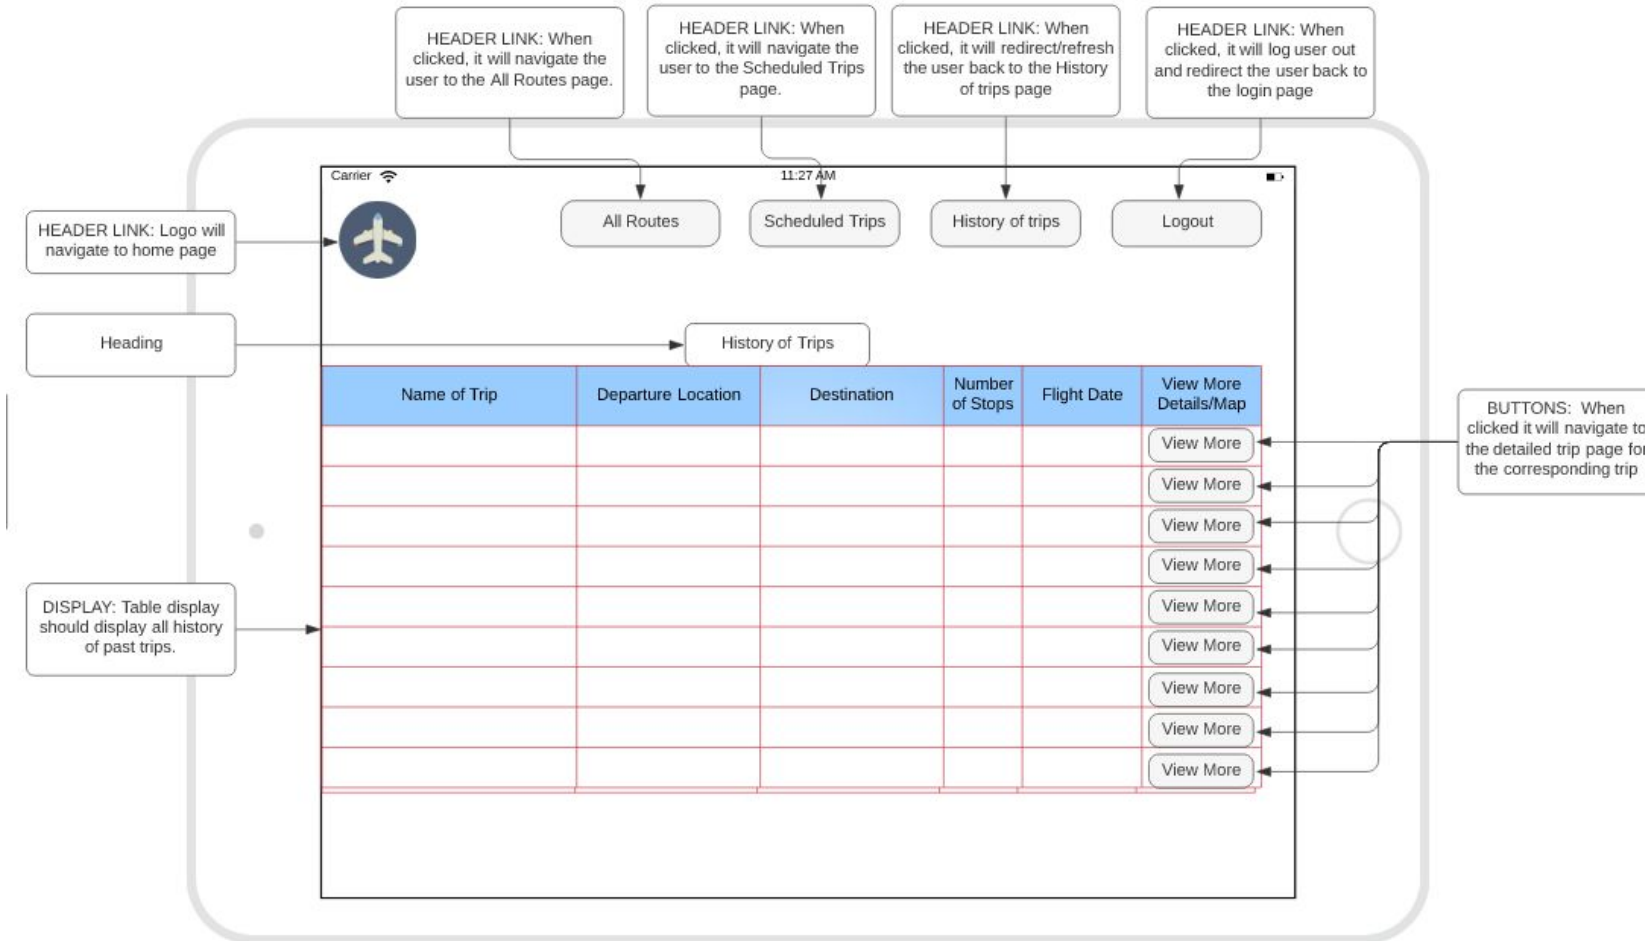 HEADER LINK: When
clicked, it will navigate the
user to the All Routes page.
HEADER LINK: When
clicked, it will navigate the
user to the Scheduled Trips
page.
HEADER LINK: When
clicked, it will redirect/refresh
the user back to the History
of trips page
HEADER LINK: When
clicked, it will log user out
and redirect the user back to
the login page
Carrier
11:27 AM
HEADER LINK: Logo will
navigate to home page
All Routes
Scheduled Trips
History of trips
Logout
Heading
History of Trips
Name of Trip
Departure Location
Destination
Number
of Stops
Flight Date
View More
Details/Map
View More
View More
View More
View More
View More
View More
View More
View More
View More
BUTTONS: When
clicked it will navigate to
the detailed trip page for
the corresponding trip
DISPLAY: Table display
should display all history
of past trips.